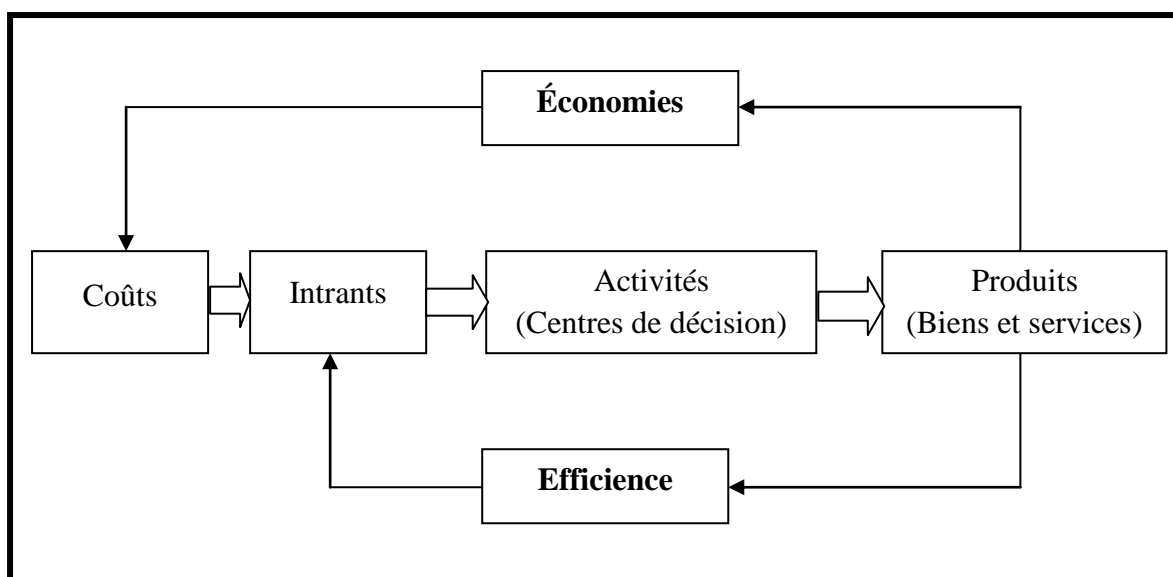 Économies
Coûts
Intrants
Activités
(Centres de décision)
Produits
(Biens et services)
Efficience